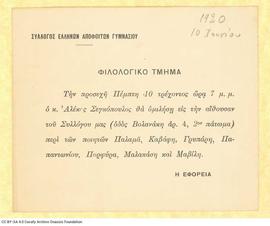 1920
10 Ιουνίου
ΣΥΛΛΟΓΟΣ ΕΛΛΗΝΩΝ ΑΠΟΦΟΙΤΩΝ ΓΥΜΝΑΣΙΟΥ
ΦΙΛΟΛΟΓΙΚΟ ΤΜΗΜΑ
Τὴν προσεχῆ Πέμπτη 10 τρέχοντος ὥρᾳ 7 μ. μ.
ὁ κ. Ἀλέκος Σεγκόπουλος θὰ ὁμιλήσῃ εἰς τὴν αἴθουσαν
τοῦ Συλλόγου μας (ὁδὸς Βολανάκη ἀρ. 4, 2ον πάτωμα)
περὶ τῶν ποιητῶν Παλαμᾶ, Καβάφη, Γρυπάρη, Πα-
παντωνίου, Πορφύρα, Μαλακάση καὶ Μαβίλη.
Η ΕΦΟΡΕΙΑ
CC BY-SA 4.0 Cavafy Archive Onassis Foundation